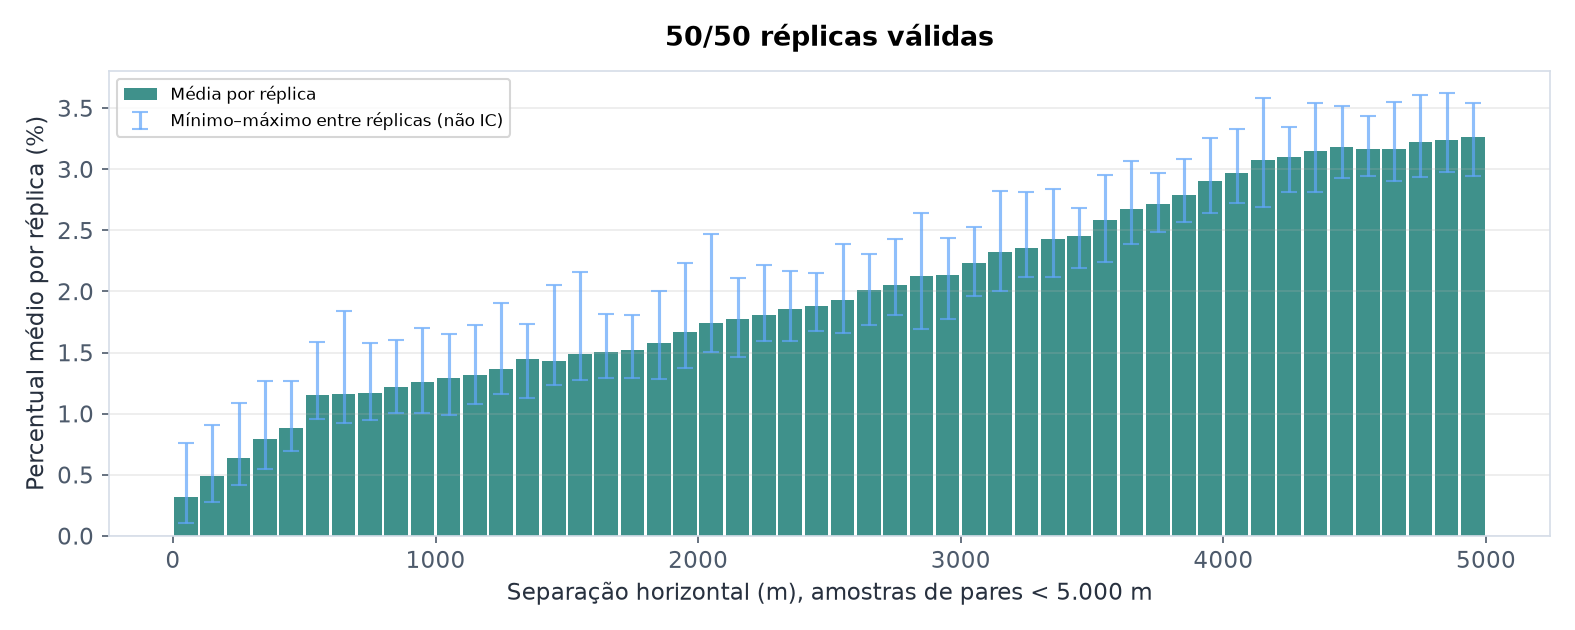 50/50 réplicas válidas
Média por réplica
Mínimo–máximo entre réplicas (não IC)
Percentual médio por réplica (%)
3.5
3.0
2.5
2.0
1.5
1.0
0.5
0.0
0 1000 2000 3000 4000 5000
Separação horizontal (m), amostras de pares < 5.000 m